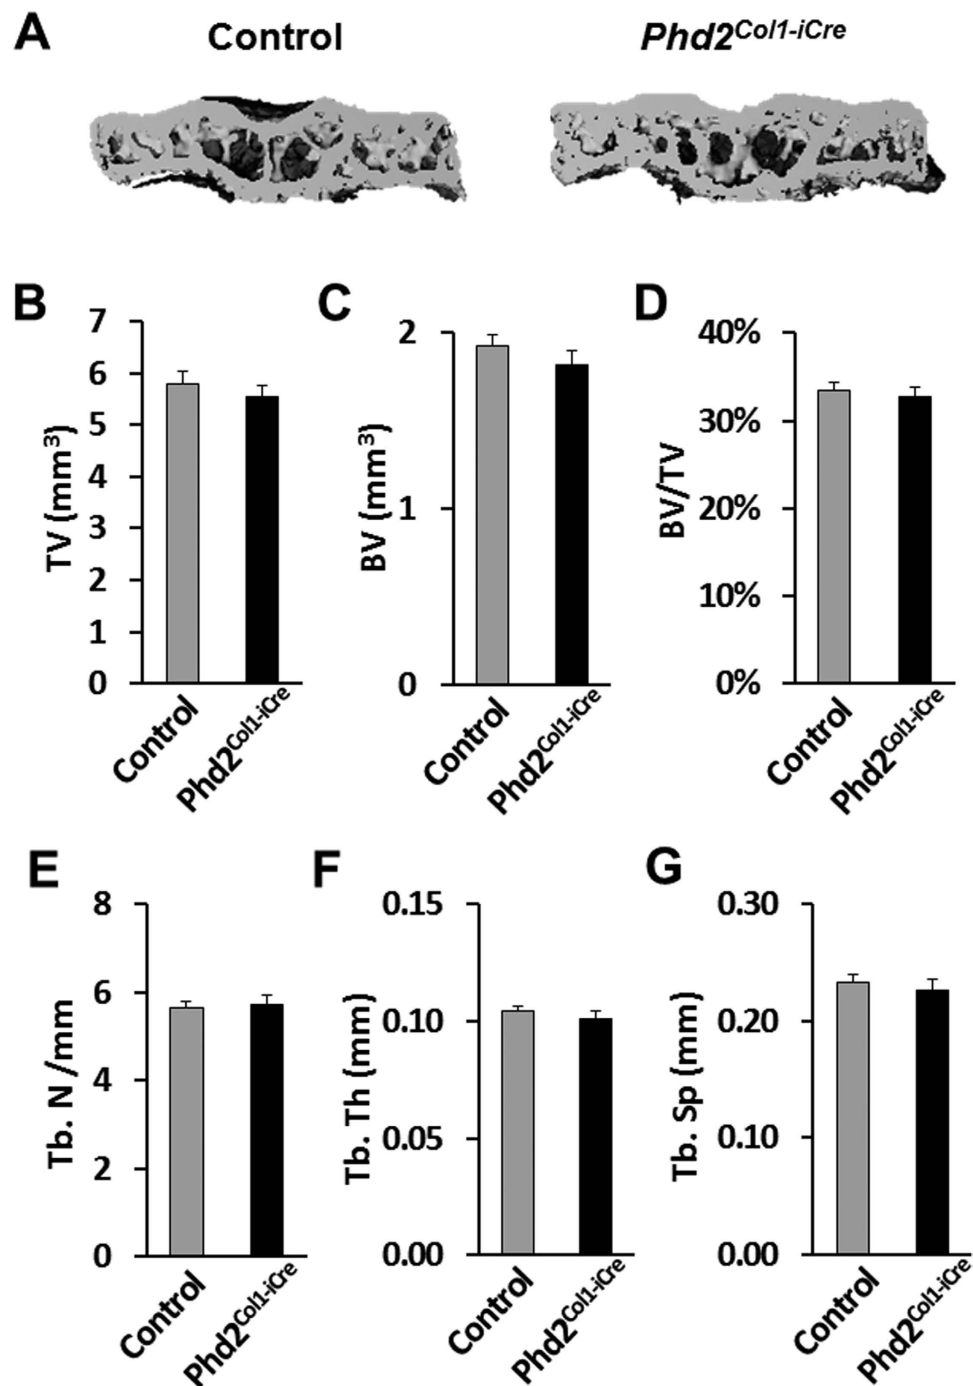 A
Control
Phd2Col1-iCre
B
7
6
5
4
3
2
1
0
TV (mm3)
Control
Phd2Col1-iCre
C
2
1
0
BV (mm3)
Control
Phd2Col1-iCre
D
40%
30%
20%
10%
0%
BV/TV
Control
Phd2Col1-iCre
E
8
6
4
2
0
Tb. N /mm
Control
Phd2Col1-iCre
F
0.15
0.10
0.05
0.00
Tb. Th (mm)
Control
Phd2Col1-iCre
G
0.30
0.20
0.10
0.00
Tb. Sp (mm)
Control
Phd2Col1-iCre